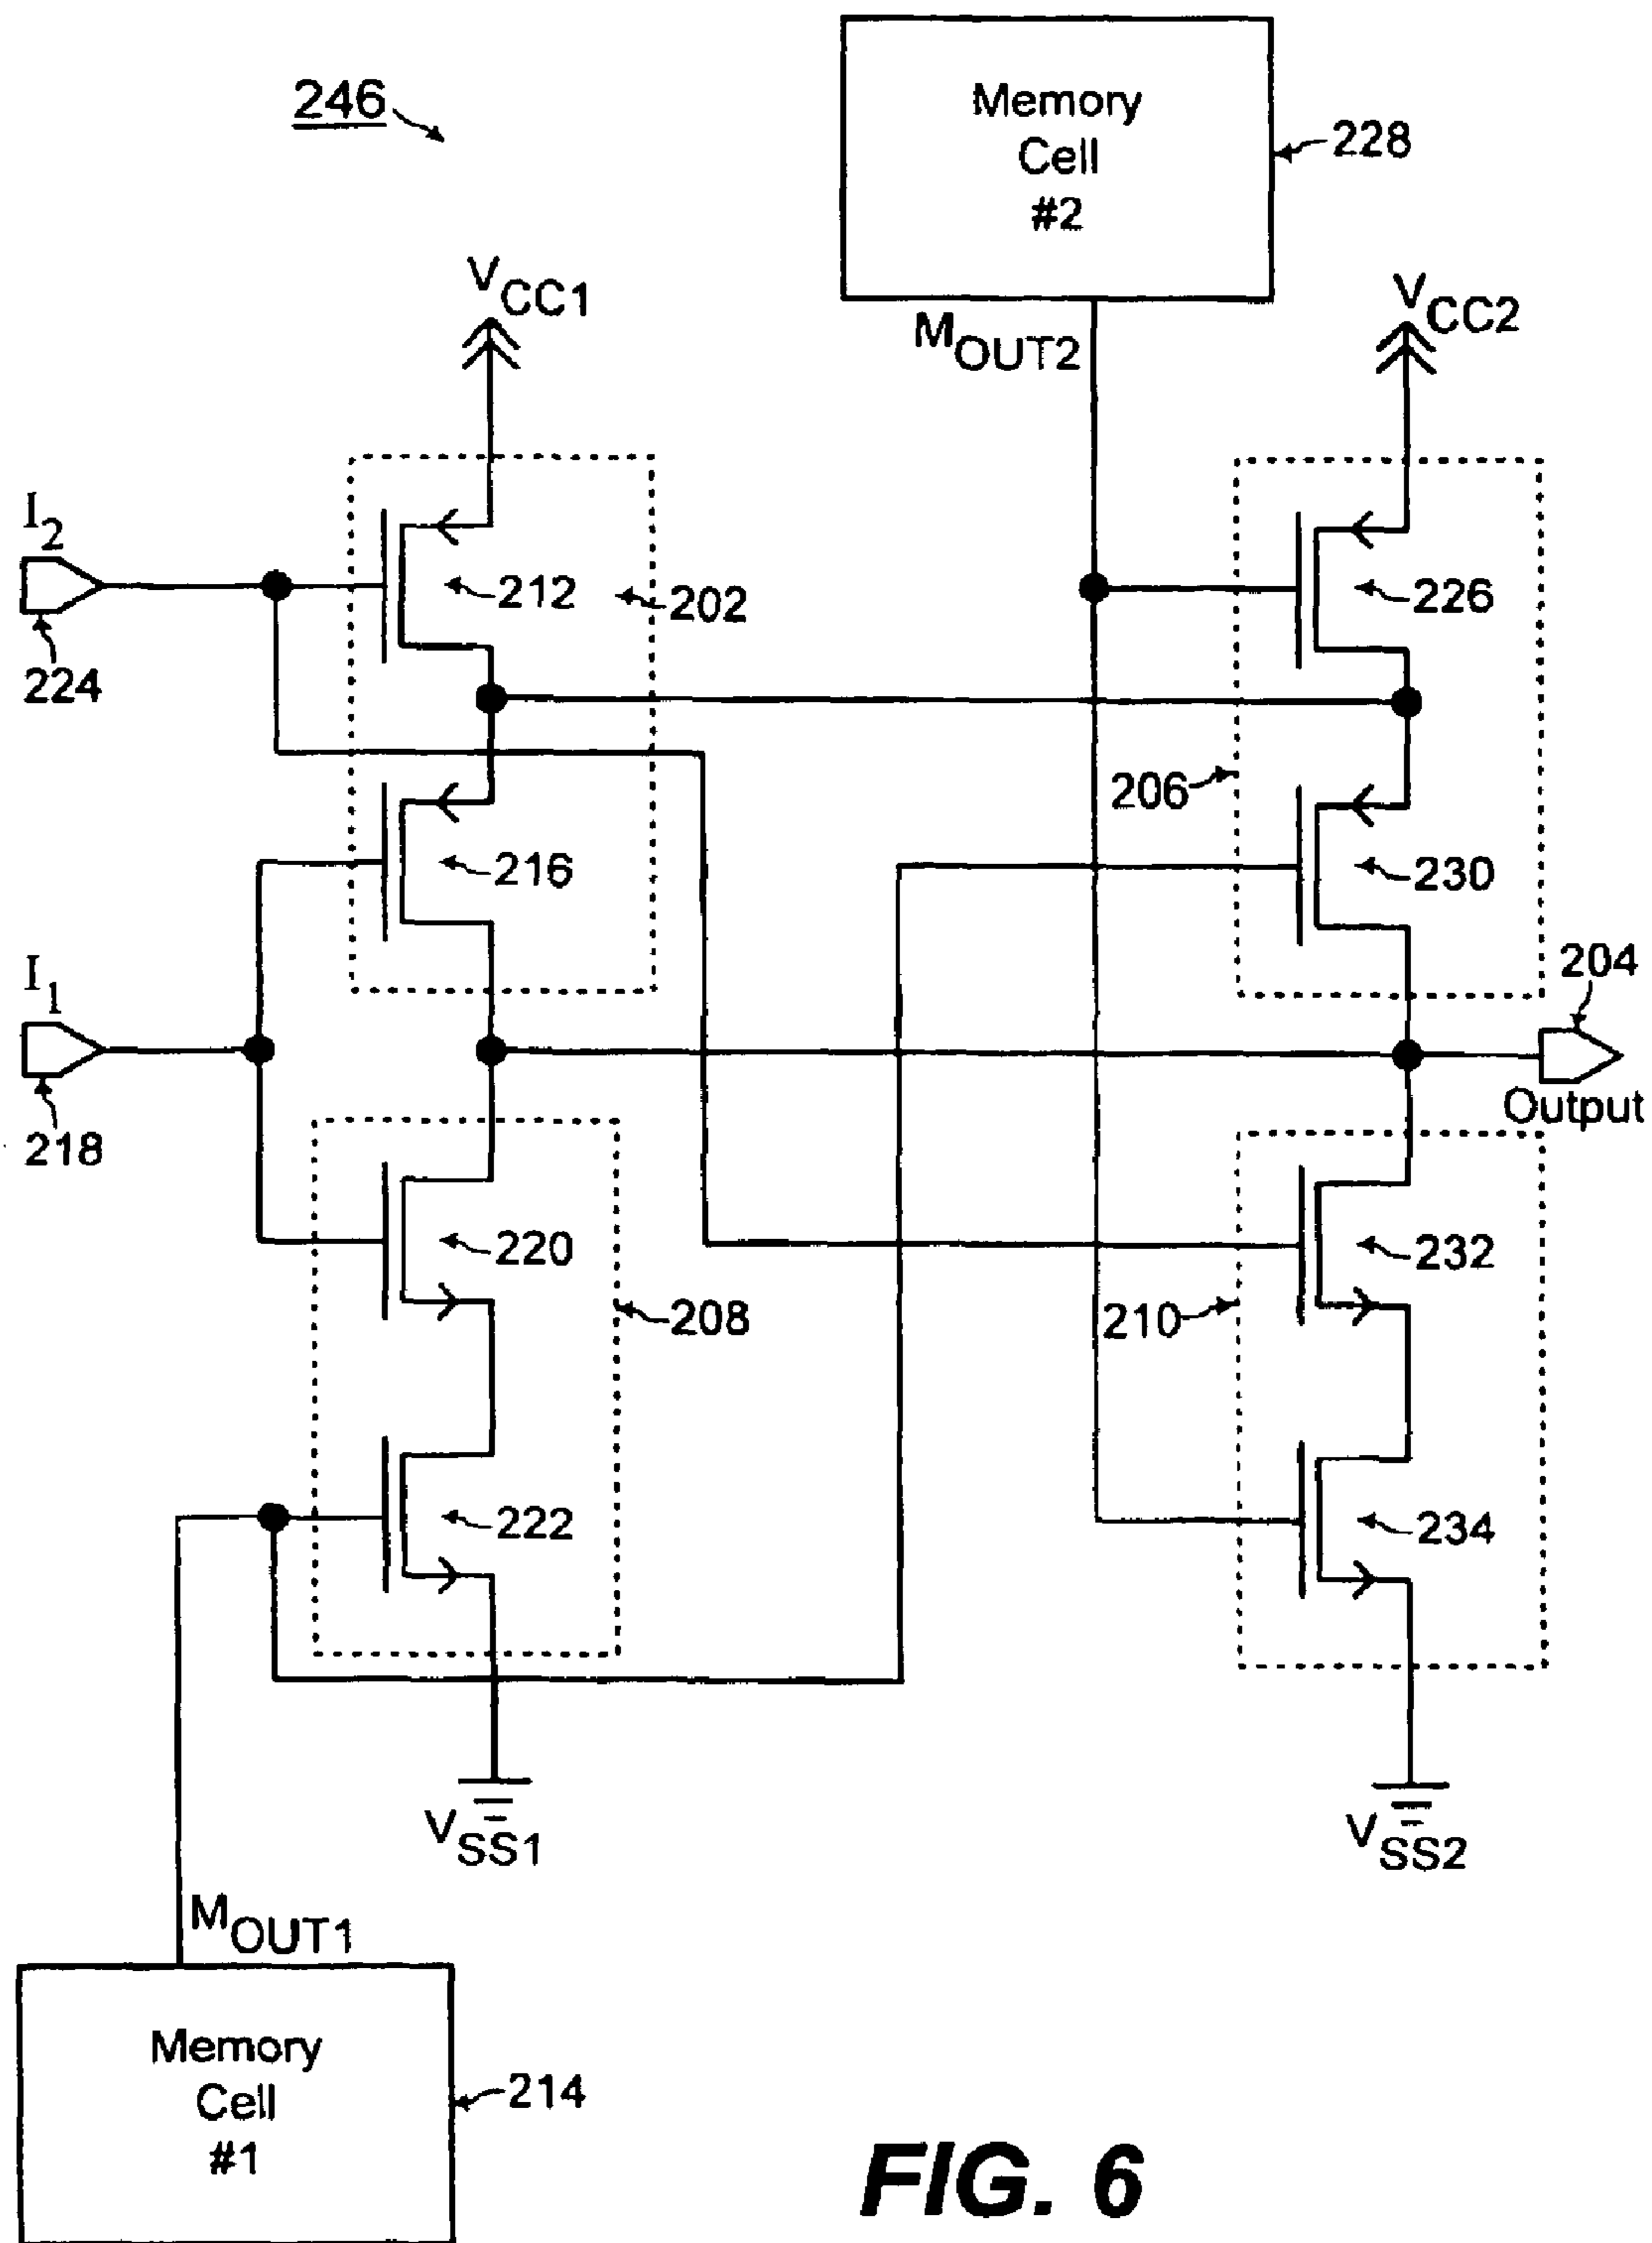 246
Memory
Cell
#2
228
VCC1
MOUT2
VCC2
I2
224
212
202
226
216
206
230
I1
218
204
Output
220
208
232
210
222
234
VSS1
VSS2
MOUT1
Memory
Cell
#1
214
FIG. 6